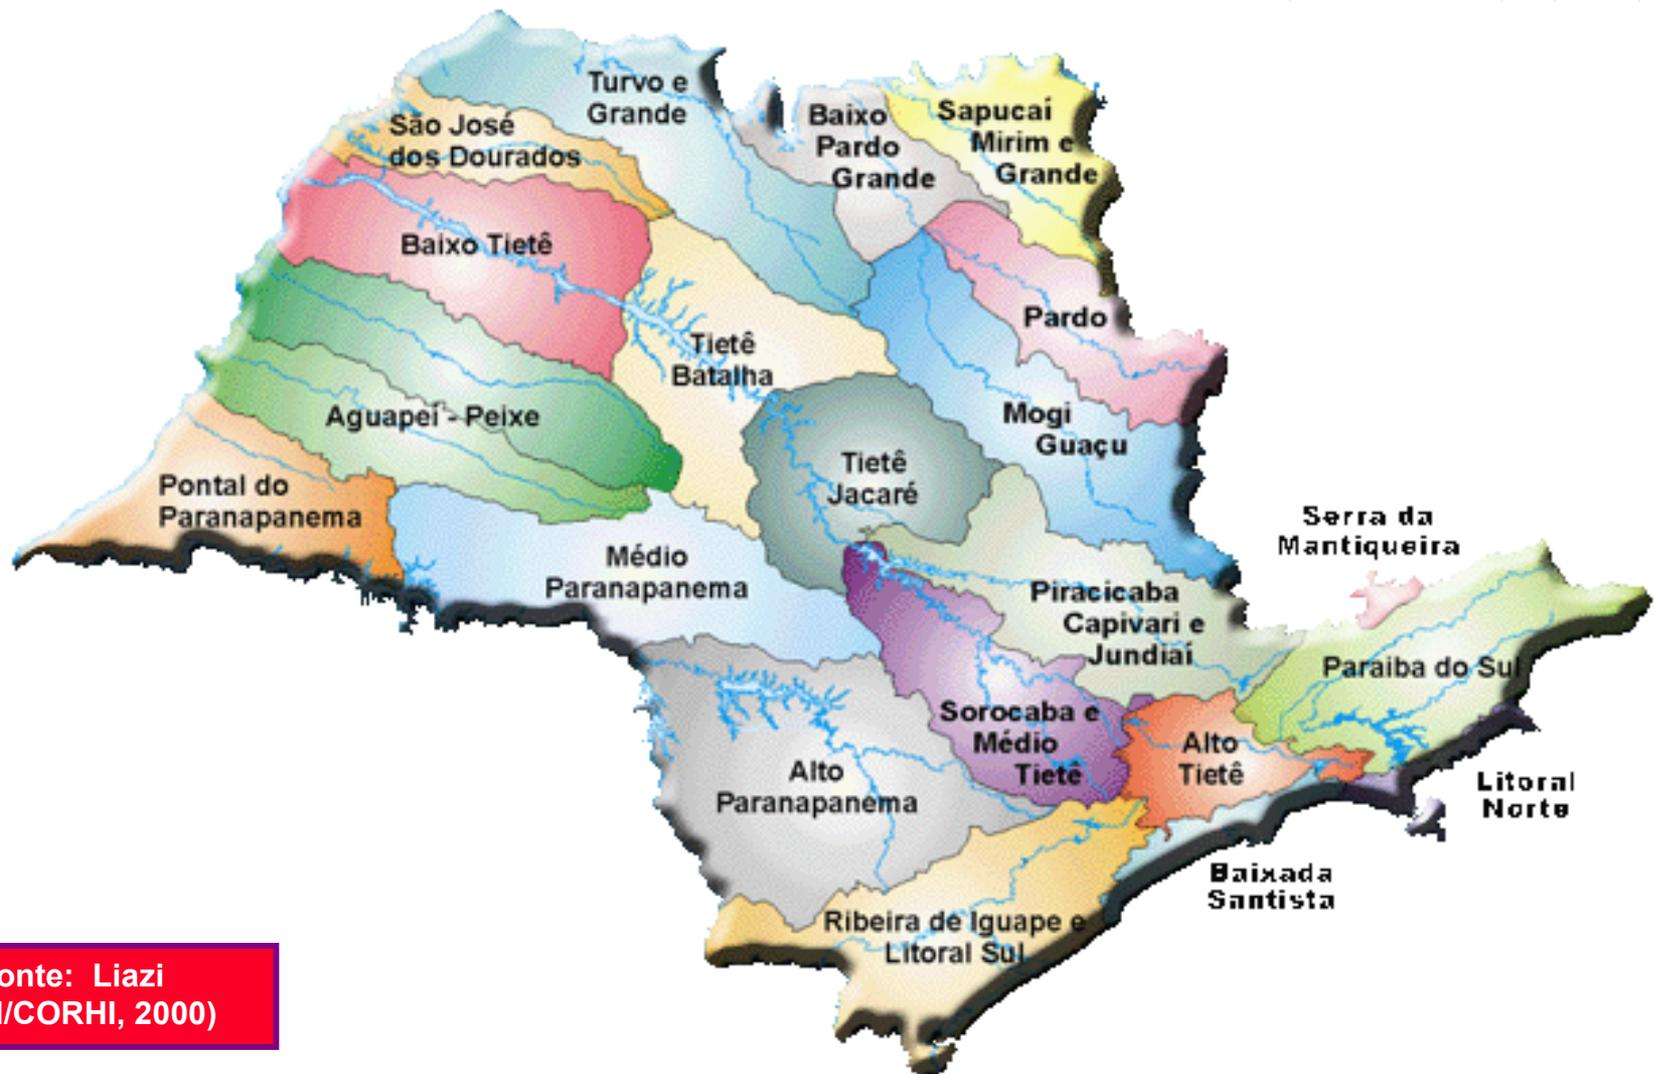 Turvo e
Grande
São José
dos Dourados
Baixo
Pardo
Grande
Sapucaí
Mirim e
Grande
Baixo Tietê
Pardo
Tietê
Batalha
Aguapeí - Peixe
Mogi
Guaçu
Tietê
Jacaré
Pontal do
Paranapanema
Médio
Paranapanema
Serra da
Mantiqueira
Piracicaba
Capivari e
Jundiaí
Paraiba do Sul
Sorocaba e
Médio
Tietê
Alto
Tietê
Alto
Paranapanema
Litoral
Norte
Baixada
Santista
Ribeira de Iguape e
Litoral Sul
onte: Liazi
/CORHI, 2000)